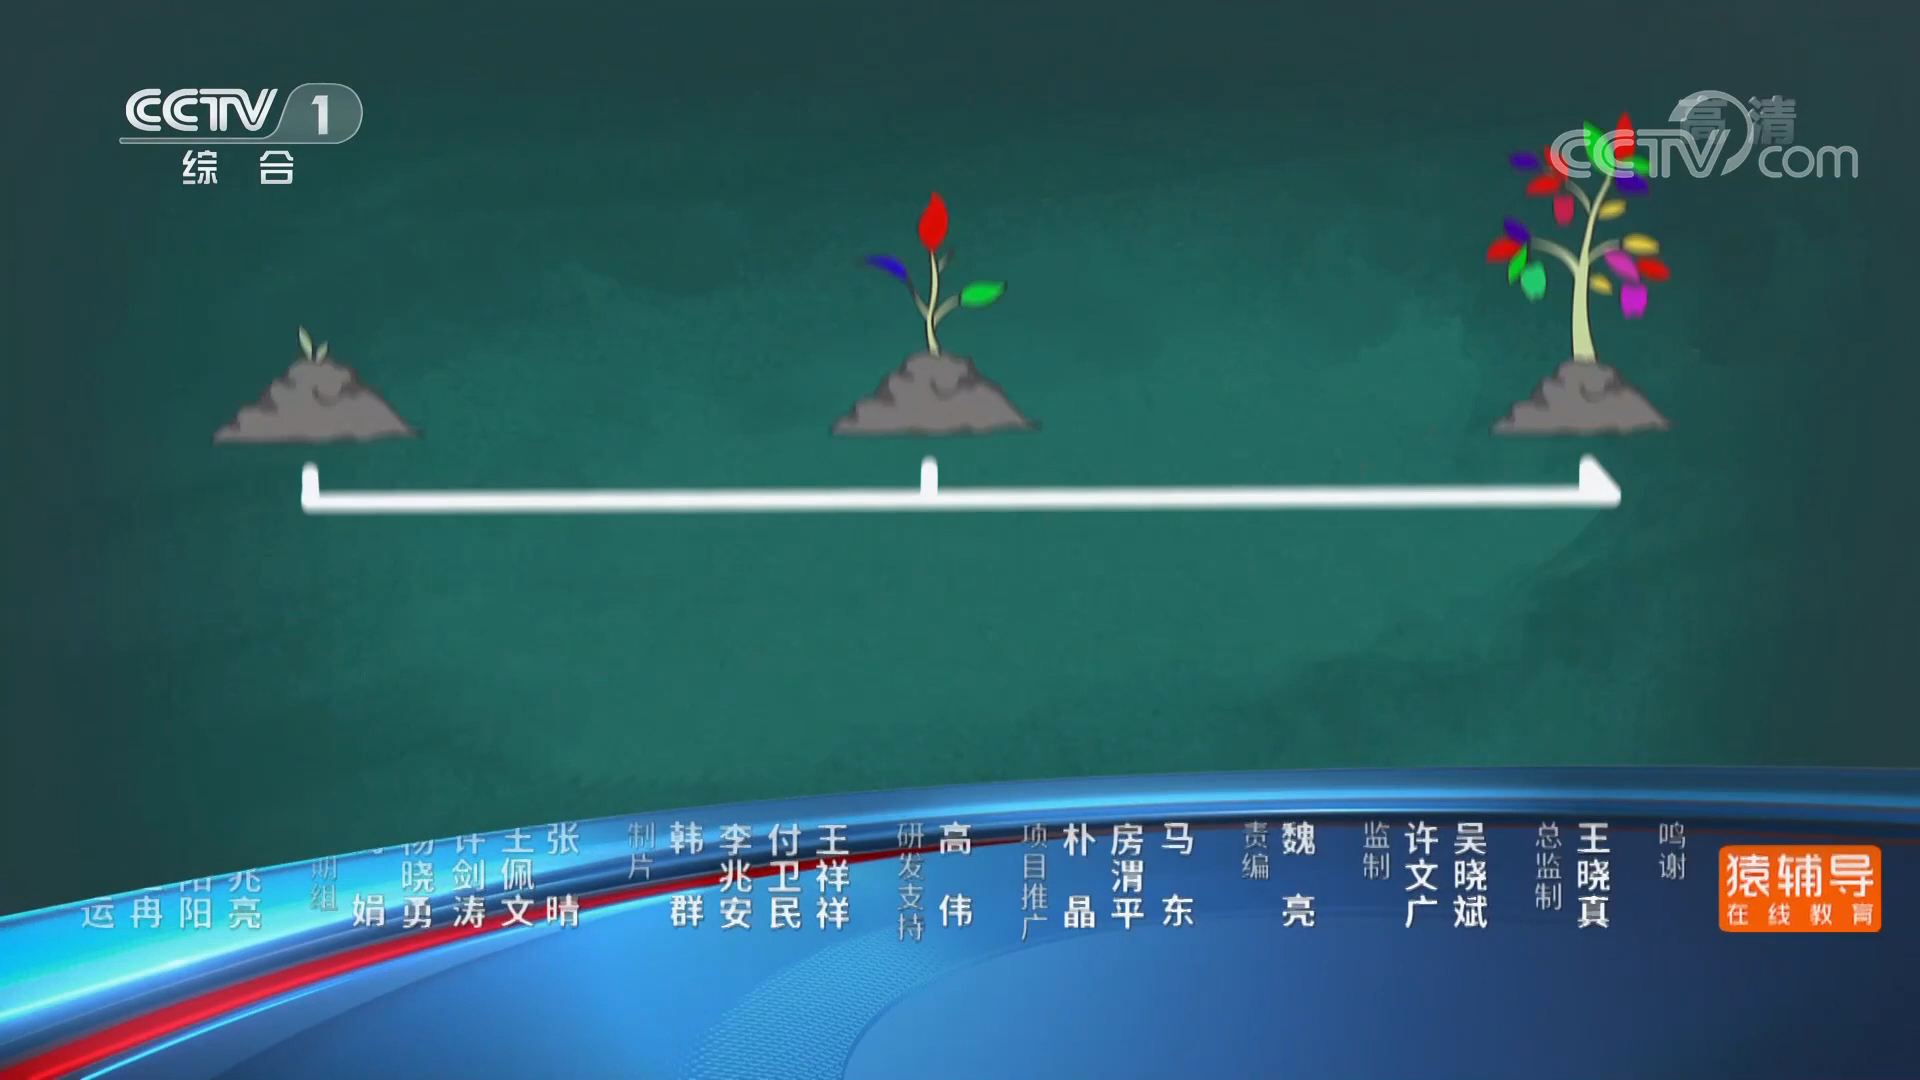 CCTV 1
综 合
高清
CCTV com
鸣谢
总监制
王晓真
监制
吴晓斌
许文广
责编
魏 亮
项目推广
马 东
房渭平
朴 晶
研发支持
高 伟
制片
王祥祥
付卫民
李兆安
韩 群
张 晴
王佩文
许剑涛
杨晓勇
娟
兆亮
阳阳
冉
运
猿辅导
在线教育